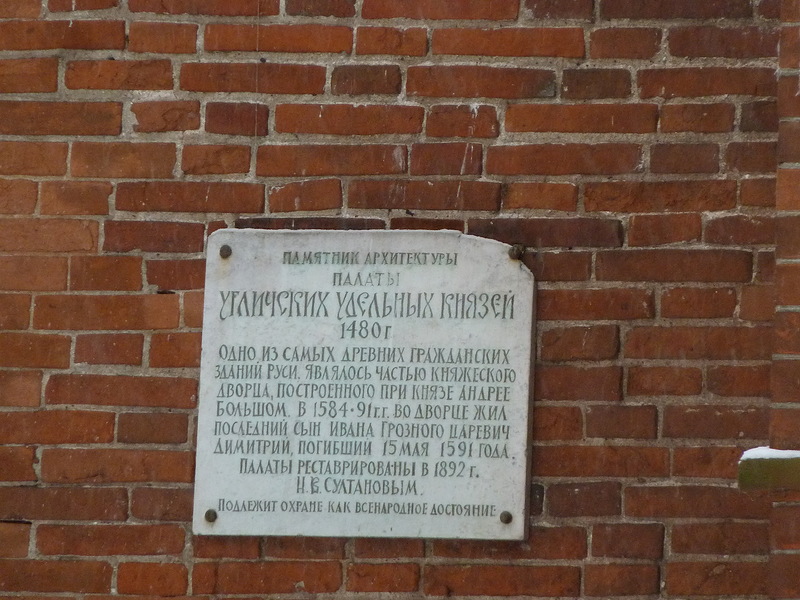 ПАМЯТНИК АРХИТЕКТУРЫ
ПАЛАТЫ
УГЛИЧСКИХ УДЕЛЬНЫХ КНЯЗЕЙ
1480 г
ОДНО ИЗ САМЫХ ДРЕВНИХ ГРАЖДАНСКИХ
ЗДАНИЙ РУСИ. ЯВЛЯЛОСЬ ЧАСТЬЮ КНЯЖЕСКОГО
ДВОРЦА, ПОСТРОЕННОГО ПРИ КНЯЗЕ АНДРЕЕ
БОЛЬШОМ. В 1584-91 г.г. ВО ДВОРЦЕ ЖИЛ
ПОСЛЕДНИЙ СЫН ИВАНА ГРОЗНОГО ЦАРЕВИЧ
ДИМИТРИЙ, ПОГИБШИЙ 15 МАЯ 1591 ГОДА.
ПАЛАТЫ РЕСТАВРИРОВАНЫ В 1892 г.
Н.В. СУЛТАНОВЫМ.
ПОДЛЕЖИТ ОХРАНЕ КАК ВСЕНАРОДНОЕ ДОСТОЯНИЕ